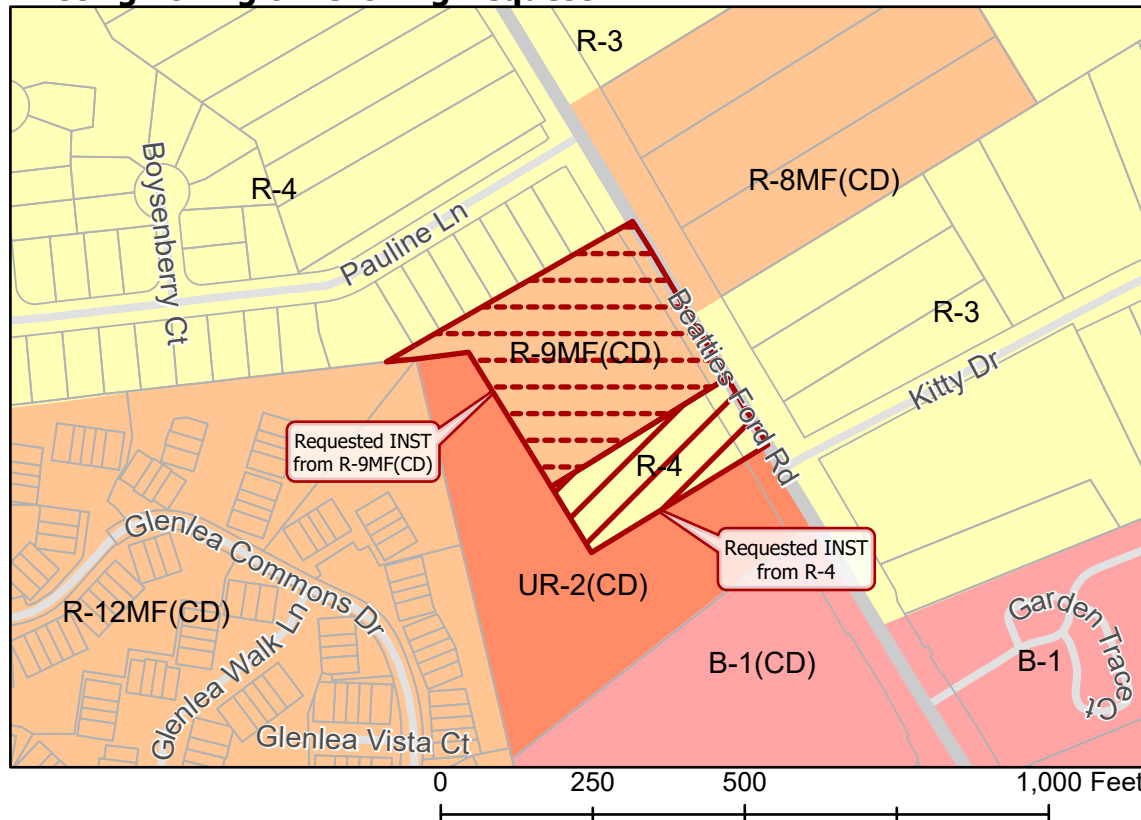 R-3
R-8MF(CD)
Boysenberry Ct
R-4
Pauline Ln
Beatties Ford Rd
R-3
R-9MF(CD)
Kitty Dr
Requested INST
from R-9MF(CD)
R-4
Requested INST
from R-4
Glenlea Commons Dr
UR-2(CD)
R-12MF(CD)
Glenlea Walk Ln
Garden Trace Ct
B-1(CD)
B-1
Glenlea Vista Ct
0 250 500 1,000 Feet